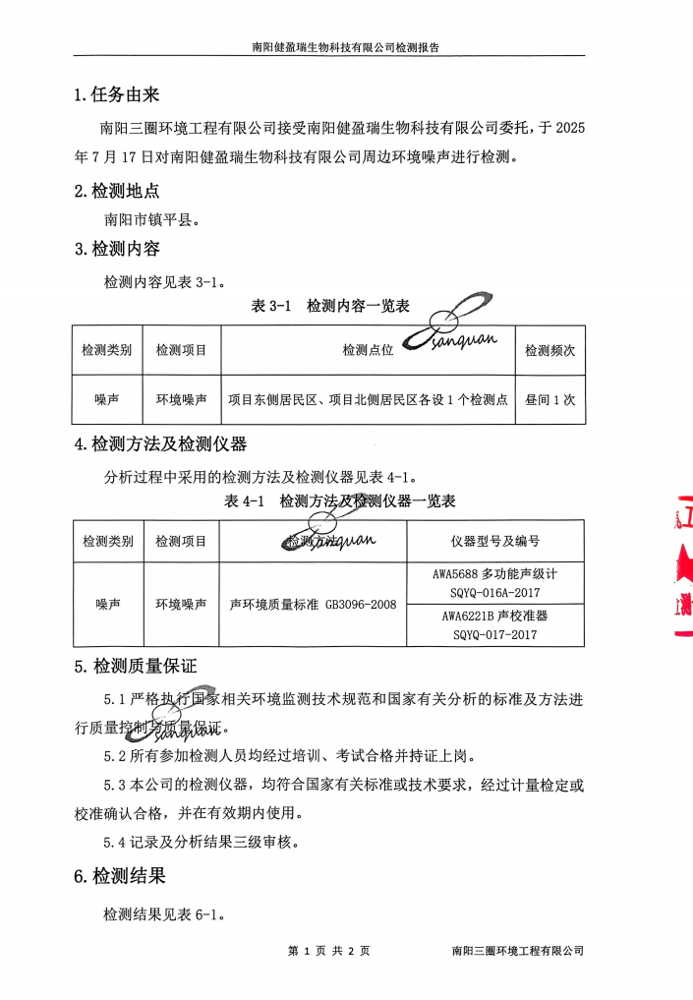 南阳健盈瑞生物科技有限公司检测报告
1.任务由来
南阳三圈环境工程有限公司接受南阳健盈瑞生物科技有限公司委托，于 2025
年 7 月 17 日对南阳健盈瑞生物科技有限公司周边环境噪声进行检测。
2.检测地点
南阳市镇平县。
3.检测内容
检测内容见表 3-1。
表 3-1 检测内容一览表
sanquan
检测类别 检测项目 检测点位 检测频次
噪声 环境噪声 项目东侧居民区、项目北侧居民区各设 1 个检测点 昼间 1 次
4.检测方法及检测仪器
分析过程中采用的检测方法及检测仪器见表 4-1。
表 4-1 检测方法及检测仪器一览表
sanquan
检测类别 检测项目 检测方法 仪器型号及编号
噪声 环境噪声 声环境质量标准 GB3096-2008
AWA5688 多功能声级计
SQYQ-016A-2017
AWA6221B 声校准器
SQYQ-017-2017
5. 检测质量保证
5.1 严格执行国家相关环境监测技术规范和国家有关分析的标准及方法进
行质量控制与质量保证。
sanquan
5.2 所有参加检测人员均经过培训、考试合格并持证上岗。
5.3 本公司的检测仪器，均符合国家有关标准或技术要求，经过计量检定或
校准确认合格，并在有效期内使用。
5.4 记录及分析结果三级审核。
6.检测结果
检测结果见表 6-1。
第 1 页 共 2 页 南阳三圈环境工程有限公司